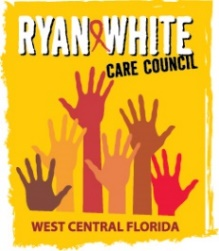 RYAN WHITE
CARE COUNCIL
WEST CENTRAL FLORIDA